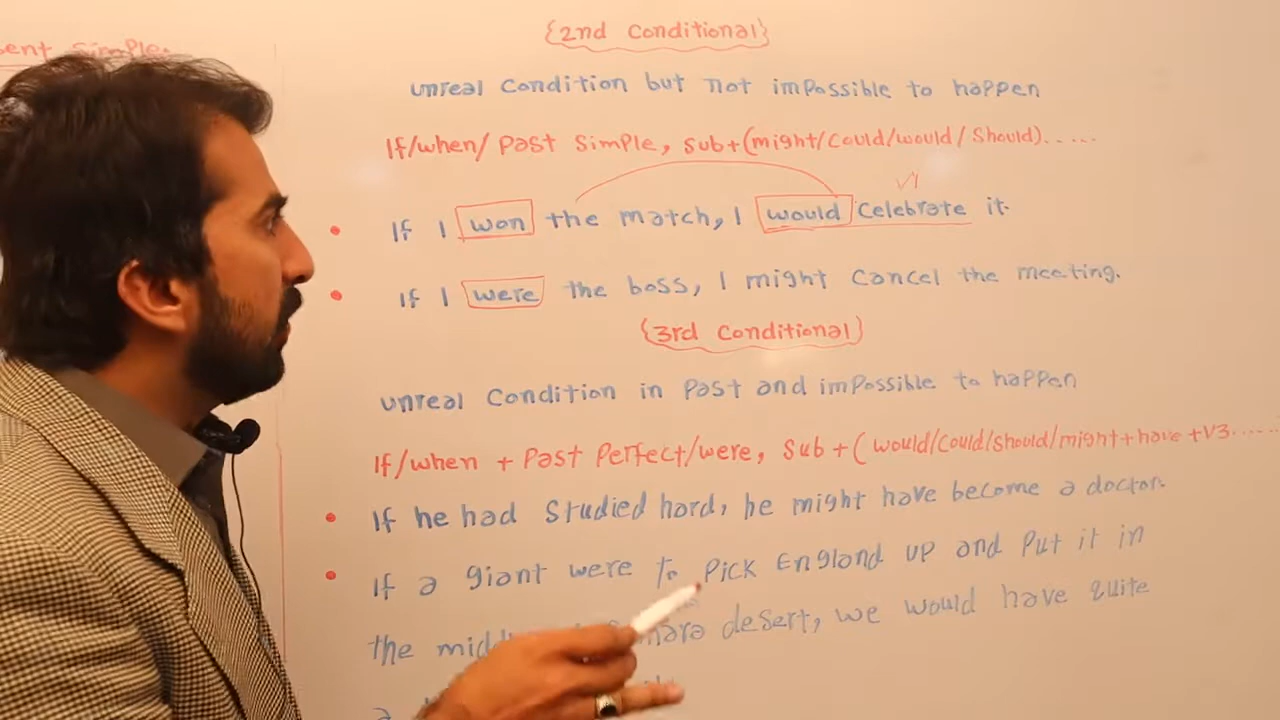 Simple
{2nd Conditional}
unreal Condition but not impossible to happen
If/when/ Past Simple, sub+(might/Could/would/Should).....
V1
If I won the match, I would Celebrate it.
If I were the boss, I might Cancel the meeting.
{3rd Conditional}
unreal Condition in Past and impossible to happen
If/when + Past Perfect/were, sub+(would/Could/should/might+have+V3......
If he had studied hard, he might have become a doctor.
If a giant were to Pick England up and Put it in
the desert, we would have quite
a